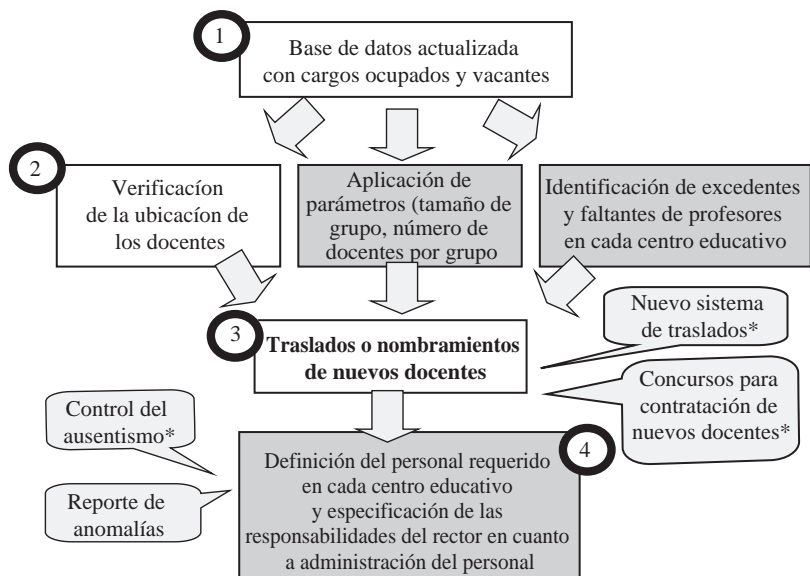 1
Base de datos actualizada
con cargos ocupados y vacantes
2
Verificacíon
de la ubicacíon de
los docentes
Aplicación de
parámetros (tamaño de
grupo, número de
docentes por grupo
Identificación de excedentes
y faltantes de profesores
en cada centro educativo
3
Traslados o nombramientos
de nuevos docentes
Nuevo sistema
de traslados*
Concursos para
contratación de
nuevos docentes*
Control del
ausentismo*
Reporte de
anomalías
4
Definición del personal requerido
en cada centro educativo
y especificación de las
responsabilidades del rector en cuanto
a administración del personal